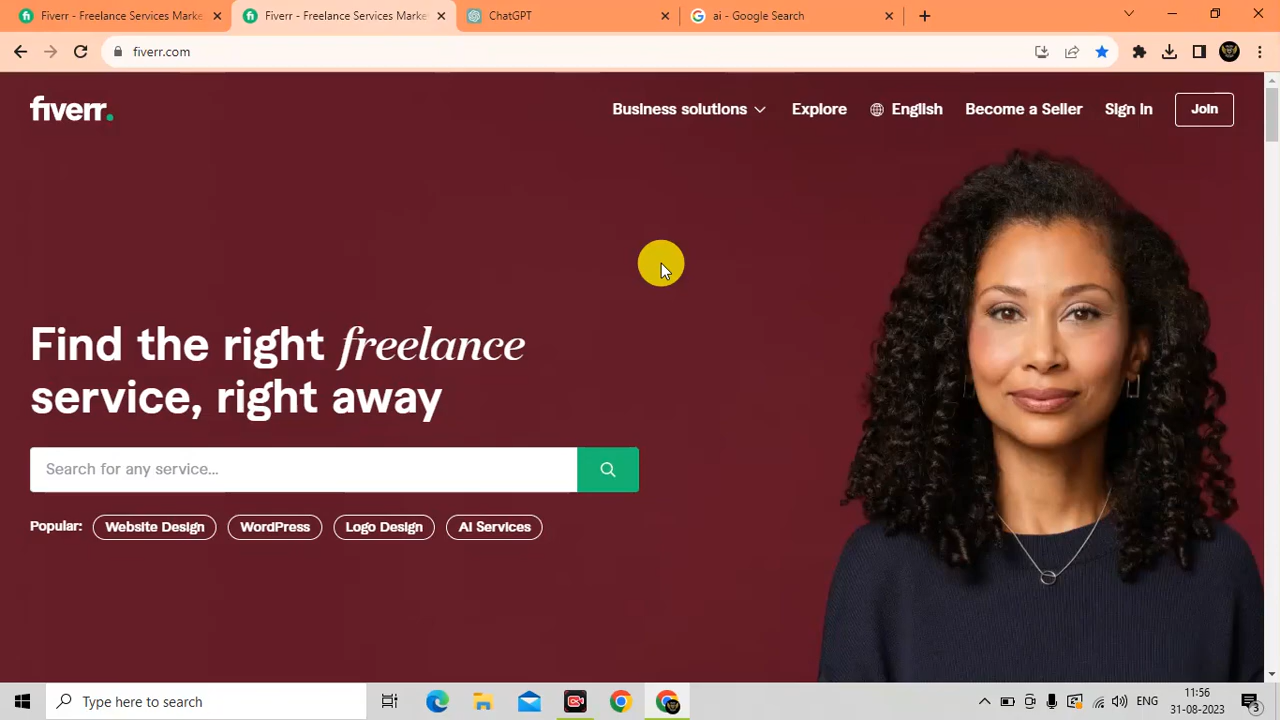 Fiverr - Freelance Services Marke
Fiverr - Freelance Services Marke
ChatGPT
ai - Google Search
fiverr.com
fiverr.
Business solutions
Explore
English
Become a Seller
Sign In
Join
Find the right freelance
service, right away
Search for any service...
Popular:
Website Design
WordPress
Logo Design
AI Services
Type here to search
ENG
11:56
31-08-2023
3